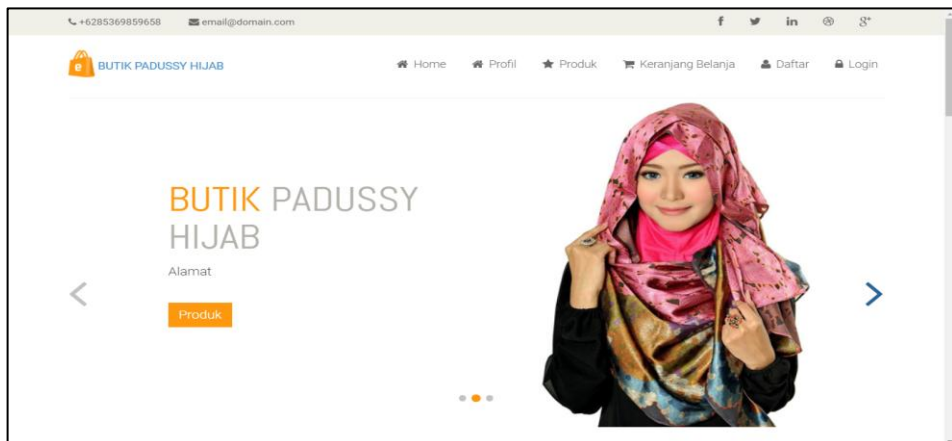 +6285369859658 email@domain.com
BUTIK PADUSSY HIJAB Home Profil Produk Keranjang Belanja Daftar Login
BUTIK PADUSSY
HIJAB
Alamat
Produk